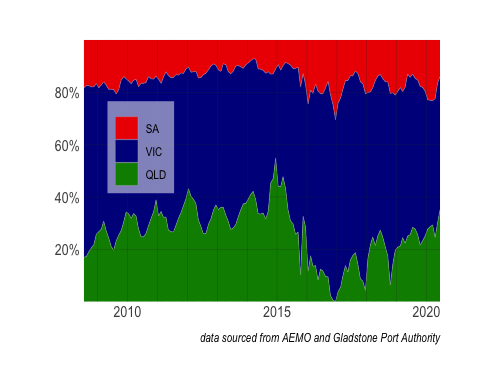 80%
60%
40%
20%
SA
VIC
QLD
2010
2015
2020
data sourced from AEMO and Gladstone Port Authority